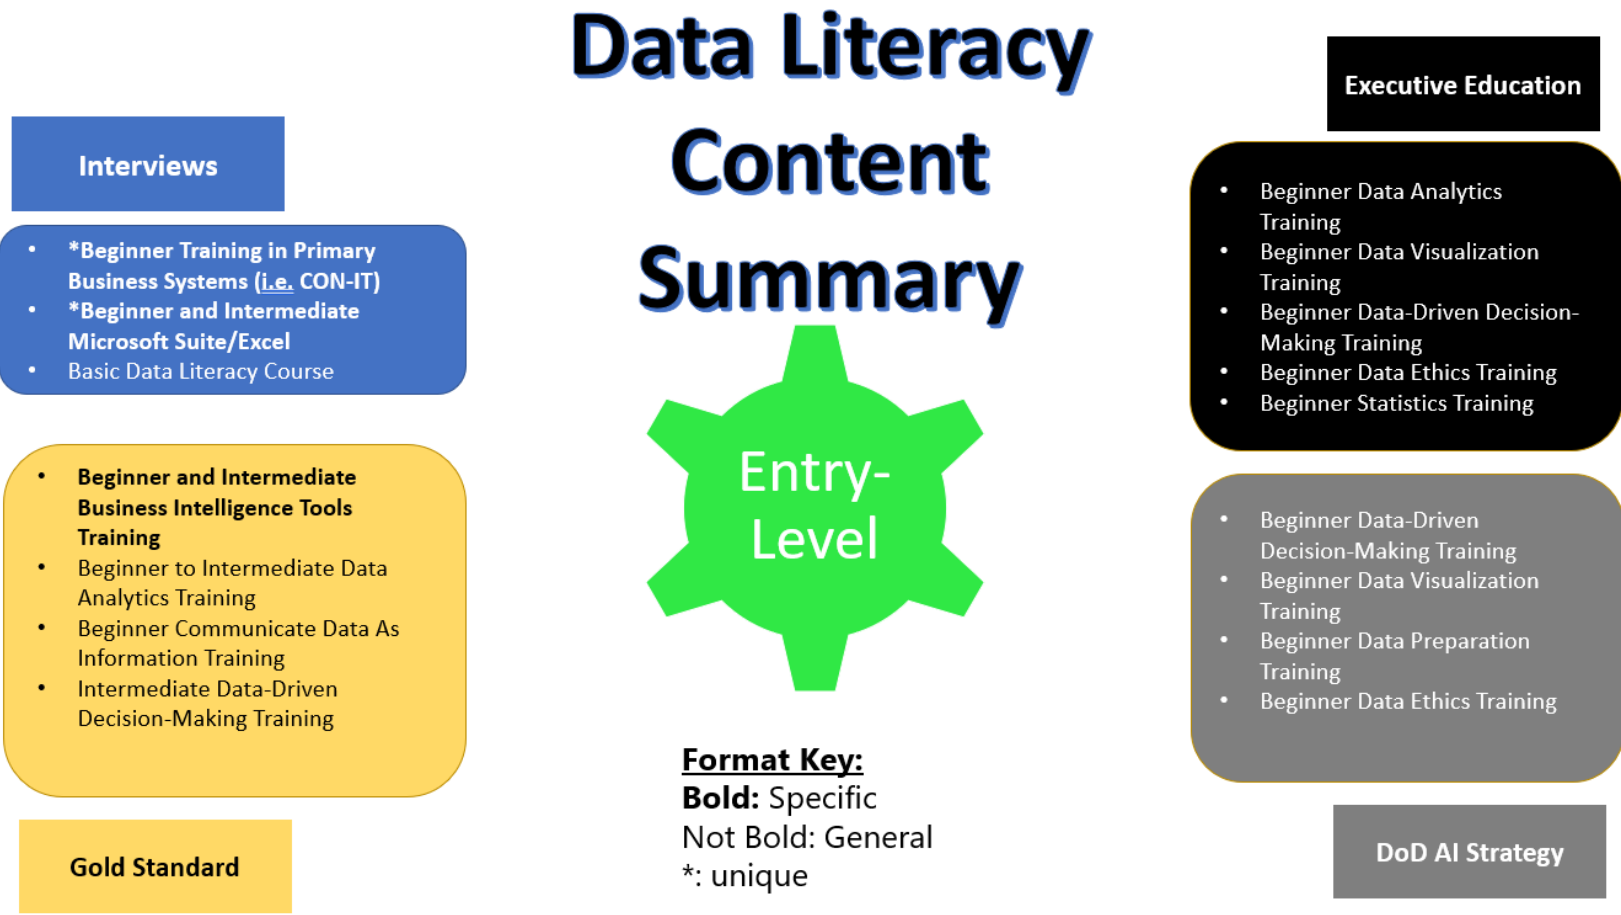 Data Literacy
Content
Summary
Interviews
• *Beginner Training in Primary
Business Systems (i.e. CON-IT)
• *Beginner and Intermediate
Microsoft Suite/Excel
• Basic Data Literacy Course
• Beginner and Intermediate
Business Intelligence Tools
Training
• Beginner to Intermediate Data
Analytics Training
• Beginner Communicate Data As
Information Training
• Intermediate Data-Driven
Decision-Making Training
Gold Standard
Entry-
Level
Format Key:
Bold: Specific
Not Bold: General
*: unique
Executive Education
• Beginner Data Analytics
Training
• Beginner Data Visualization
Training
• Beginner Data-Driven Decision-
Making Training
• Beginner Data Ethics Training
• Beginner Statistics Training
• Beginner Data-Driven
Decision-Making Training
• Beginner Data Visualization
Training
• Beginner Data Preparation
Training
• Beginner Data Ethics Training
DoD AI Strategy